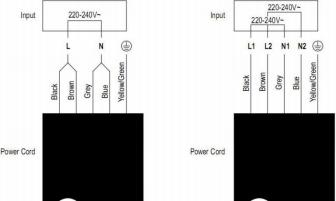 Input
220-240V~
L
N
Black
Brown
Grey
Blue
Yellow/Green
Power Cord
Input
220-240V~
220-240V~
L1
L2
N1
N2
Black
Brown
Grey
Blue
Yellow/Green
Power Cord